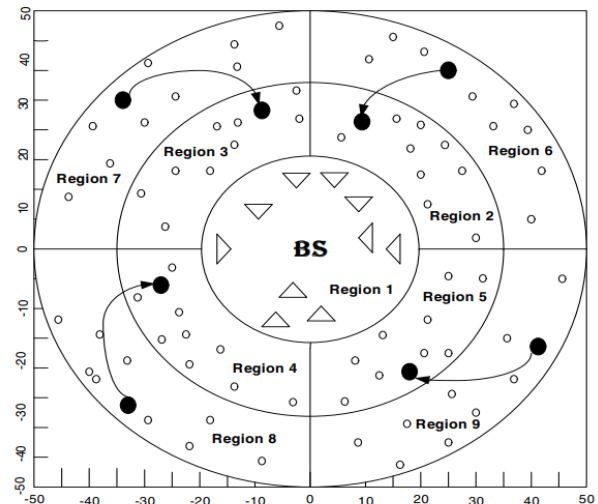 50
40
30
20
10
0
-10
-20
-30
-40
-50
Region 3
Region 6
Region 7
Region 2
BS
Region 1
Region 5
Region 4
Region 9
Region 8
-50 -40 -30 -20 -10 0 10 20 30 40 50